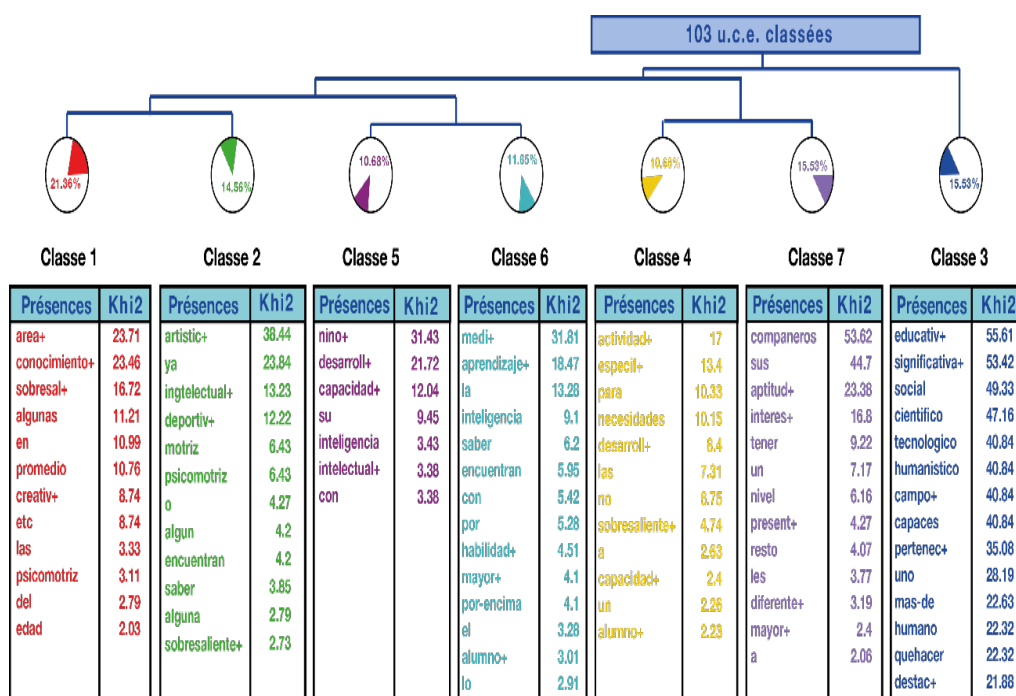 103 u.c.e. classées
21.36%
14.56%
10.68%
11.65%
10.68%
15.53%
15.53%
Classe 1
Classe 2
Classe 5
Classe 6
Classe 4
Classe 7
Classe 3
Présences Khi2
area+ 23.71
conocimiento+ 23.46
sobresal+ 16.72
algunas 11.21
en 10.99
promedio 10.76
creativ+ 8.74
etc 8.74
las 3.33
psicomotriz 3.11
del 2.79
edad 2.03
Présences Khi2
artistic+ 38.44
ya 23.84
ingtelectual+ 13.23
deportiv+ 12.22
motriz 6.43
psicomotriz 6.43
o 4.27
algun 4.2
encuentran 4.2
saber 3.85
alguna 2.79
sobresaliente+ 2.73
Présences Khi2
nino+ 31.43
desarroll+ 21.72
capacidad+ 12.04
su 9.45
inteligencia 3.43
intelectual+ 3.38
con 3.38
Présences Khi2
medi+ 31.81
aprendizaje+ 18.47
la 13.28
inteligencia 9.1
saber 6.2
encuentran 5.95
con 5.42
por 5.28
habilidad+ 4.51
mayor+ 4.1
por-encima 4.1
el 3.28
alumno+ 3.01
lo 2.91
Présences Khi2
actividad+ 17
especil+ 13.4
para 10.33
necesidades 10.15
desarroll+ 8.4
las 7.31
no 6.75
sobresaliente+ 4.74
a 2.63
capacidad+ 2.4
un 2.26
alumno+ 2.23
Présences Khi2
companeros 53.62
sus 44.7
aptitud+ 23.38
interes+ 16.8
tener 9.22
un 7.17
nivel 6.16
present+ 4.27
resto 4.07
les 3.77
diferente+ 3.19
mayor+ 2.4
a 2.06
Présences Khi2
educativ+ 55.61
significativa+ 53.42
social 49.33
cientifico 47.16
tecnologico 40.84
humanistico 40.84
campo+ 40.84
capaces 40.84
pertenec+ 35.08
uno 28.19
mas-de 22.63
humano 22.32
quehacer 22.32
destac+ 21.88